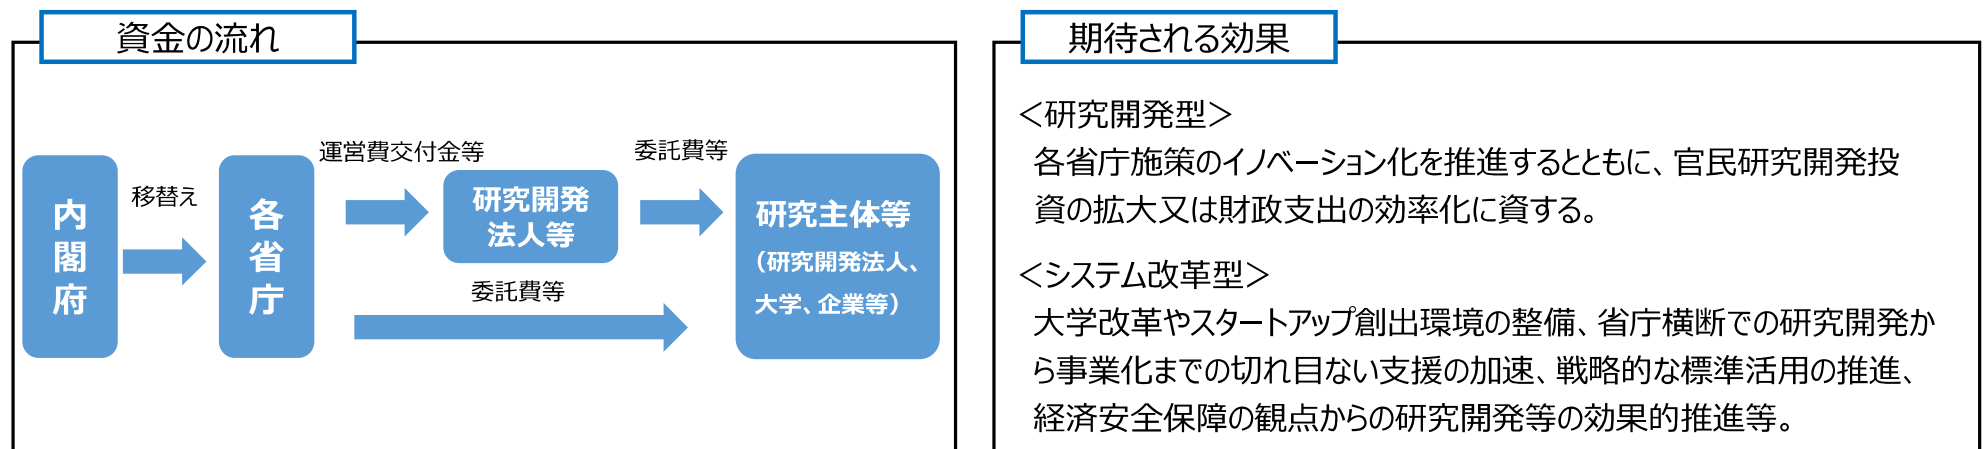 資金の流れ
内閣府
移替え
各省庁
運営費交付金等
研究開発
法人等
委託費等
委託費等
研究主体等
（研究開発法人、
大学、企業等）
期待される効果
＜研究開発型＞
各省庁施策のイノベーション化を推進するとともに、官民研究開発投
資の拡大又は財政支出の効率化に資する。
＜システム改革型＞
大学改革やスタートアップ創出環境の整備、省庁横断での研究開発か
ら事業化までの切れ目ない支援の加速、戦略的な標準活用の推進、
経済安全保障の観点からの研究開発等の効果的推進等。